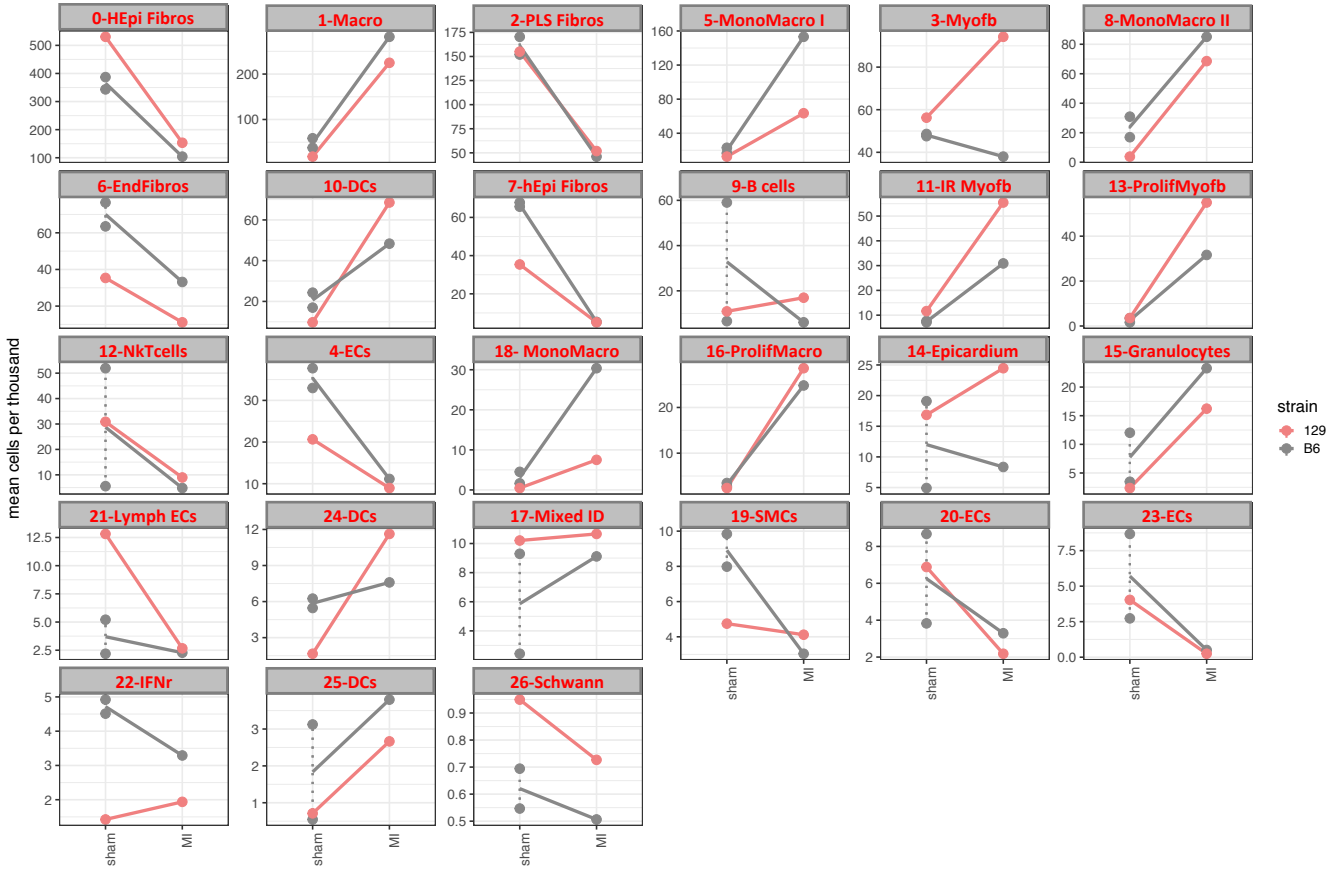 0-HEpi Fibros
1-Macro
2-PLS Fibros
5-MonoMacro I
3-Myofb
8-MonoMacro II
500
400
300
200
100
200
100
175
150
125
100
75
50
160
120
80
40
80
60
40
80
60
40
20
0
6-EndFibros
10-DCs
7-hEpi Fibros
9-B cells
11-IR Myofb
13-ProlifMyofb
60
40
20
60
40
20
60
40
20
60
40
20
50
40
30
20
10
40
20
0
12-NkTcells
4-ECs
18- MonoMacro
16-ProlifMacro
14-Epicardium
15-Granulocytes
50
40
30
20
10
30
20
10
30
20
10
0
20
10
25
20
15
10
5
20
15
10
5
21-Lymph ECs
24-DCs
17-Mixed ID
19-SMCs
20-ECs
23-ECs
12.5
10.0
7.5
5.0
2.5
12
9
6
3
10
8
6
4
10
8
6
4
8
6
4
2
7.5
5.0
2.5
0.0
sham
MI
sham
MI
sham
MI
22-IFNr
25-DCs
26-Schwann
5
4
3
2
3
2
1
0.9
0.8
0.7
0.6
0.5
sham
MI
sham
MI
sham
MI
mean cells per thousand
strain
129
B6